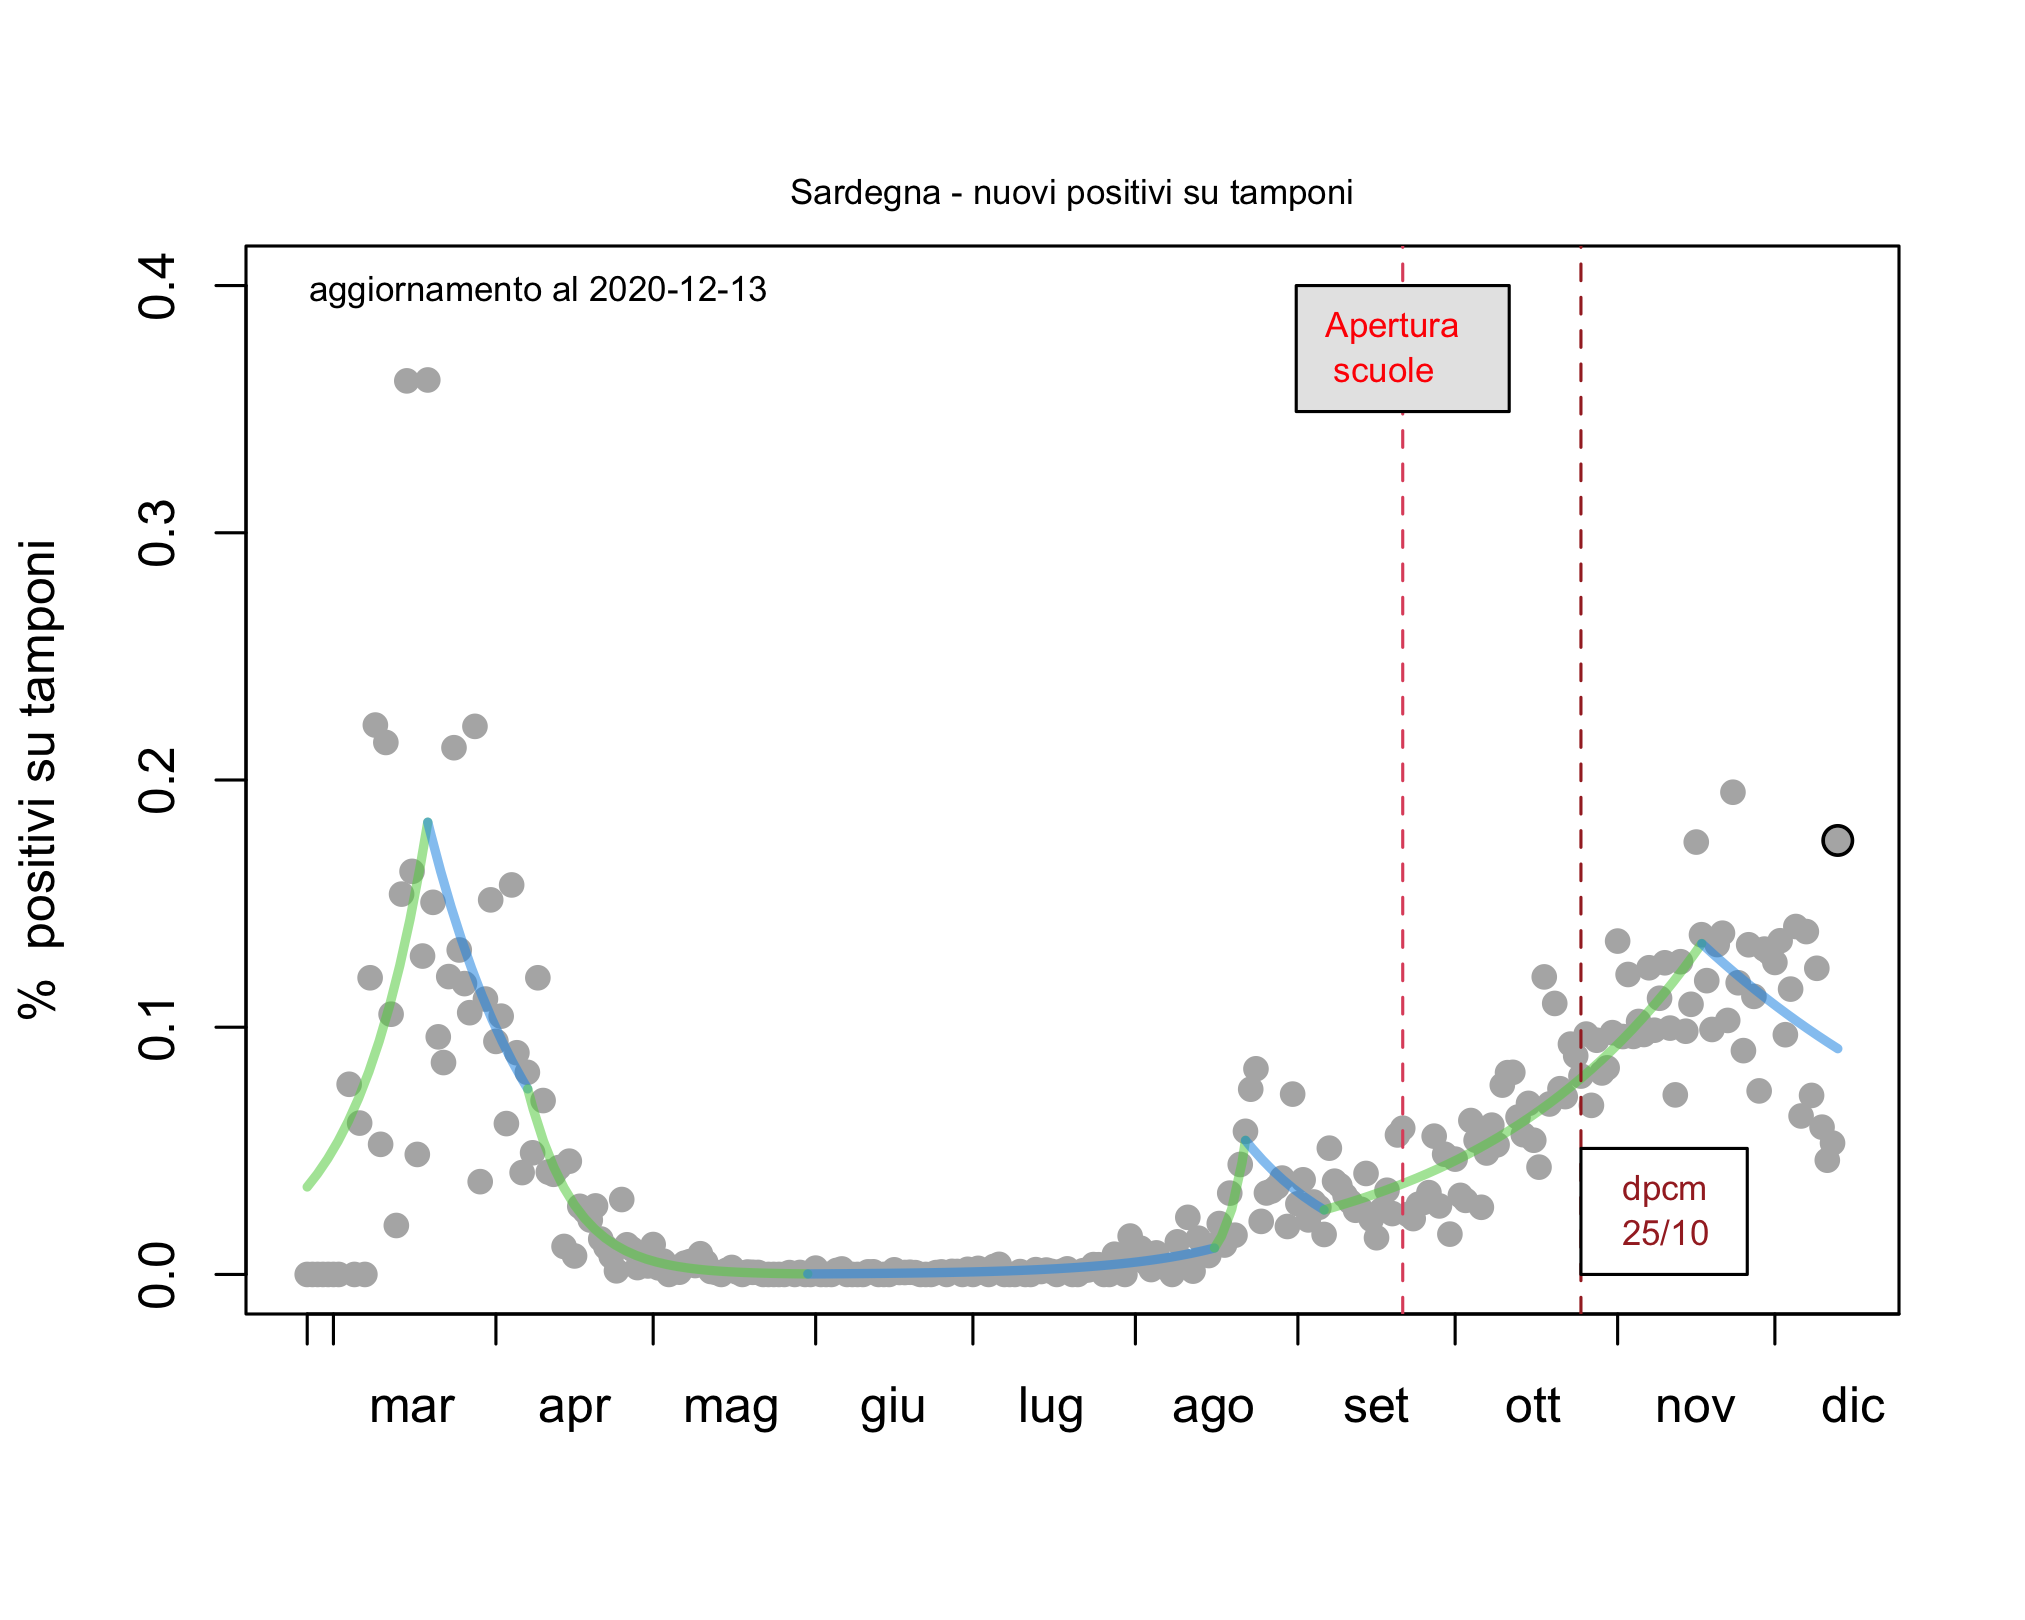 Sardegna - nuovi positivi su tamponi
aggiornamento al 2020-12-13
Apertura
scuole
dpcm
25/10
% positivi su tamponi
0.4
0.3
0.2
0.1
0.0
mar apr mag giu lug ago set ott nov dic